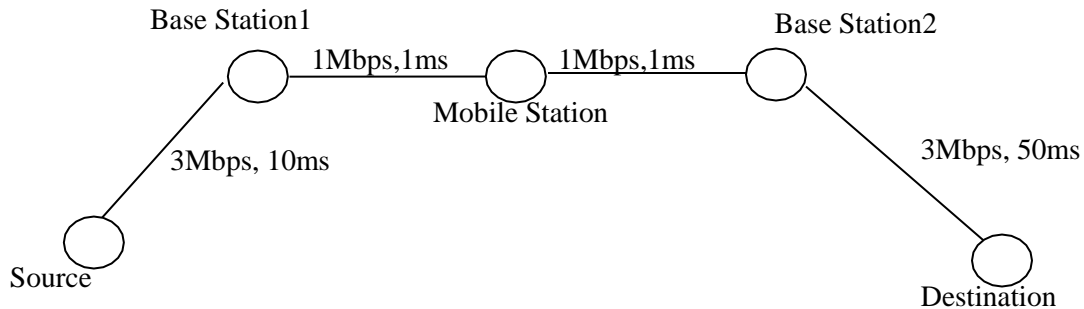 Base Station1
Base Station2
1Mbps,1ms
1Mbps,1ms
Mobile Station
3Mbps, 10ms
3Mbps, 50ms
Source
Destination